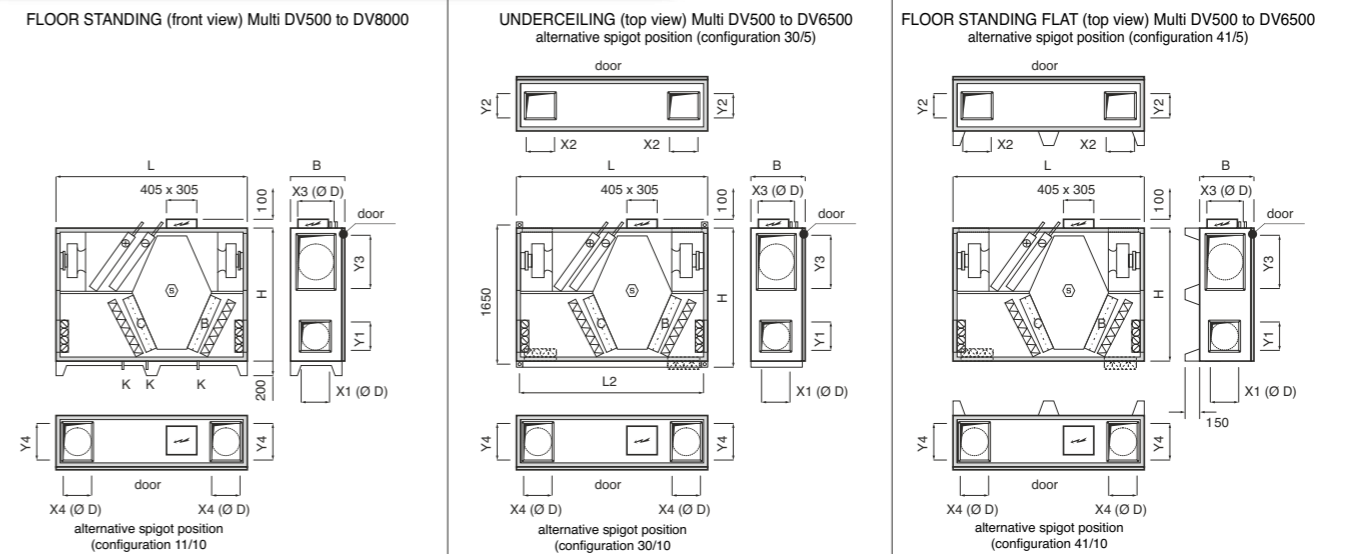 FLOOR STANDING (front view) Multi DV500 to DV8000
L
B
405 x 305
100
X3 (Ø D)
door
S
C
B
H
Y3
Y1
K K K
200
X1 (Ø D)
Y4
Y4
door
X4 (Ø D)
X4 (Ø D)
alternative spigot position
(configuration 11/10
UNDERCEILING (top view) Multi DV500 to DV6500
alternative spigot position (configuration 30/5)
door
Y2
Y2
X2
X2
L
B
405 x 305
100
X3 (Ø D)
door
1650
S
C
B
H
Y3
Y1
L2
X1 (Ø D)
Y4
Y4
door
X4 (Ø D)
X4 (Ø D)
alternative spigot position
(configuration 30/10
FLOOR STANDING FLAT (top view) Multi DV500 to DV6500
alternative spigot position (configuration 41/5)
door
Y2
Y2
X2
X2
L
B
405 x 305
100
X3 (Ø D)
door
S
C
B
H
Y3
Y1
X1 (Ø D)
150
Y4
Y4
door
X4 (Ø D)
X4 (Ø D)
alternative spigot position
(configuration 41/10